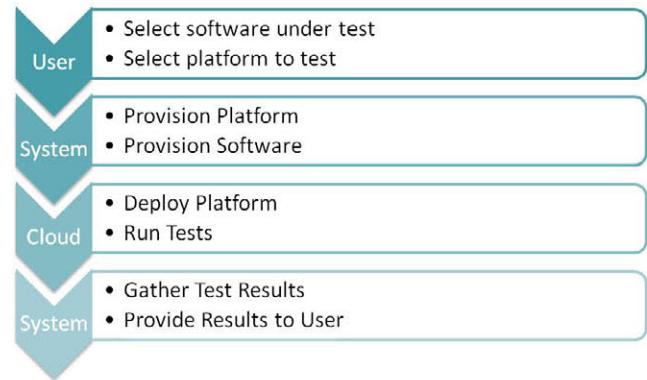 User
• Select software under test
• Select platform to test
System
• Provision Platform
• Provision Software
Cloud
• Deploy Platform
• Run Tests
System
• Gather Test Results
• Provide Results to User